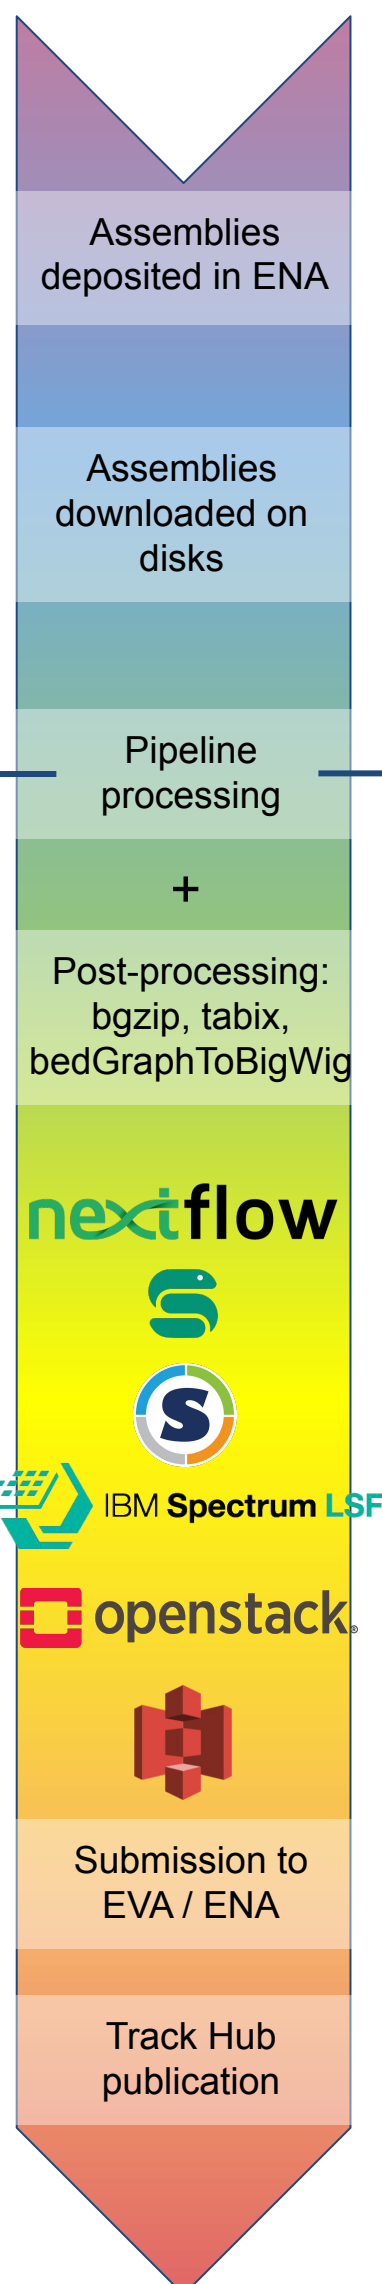 Assemblies
deposited in ENA
Assemblies
downloaded on
disks
Pipeline
processing
+
Post-processing:
bgzip, tabix,
bedGraphToBigWig
nextflow
S
IBM Spectrum LSF
openstack®
Submission to
EVA / ENA
Track Hub
publication